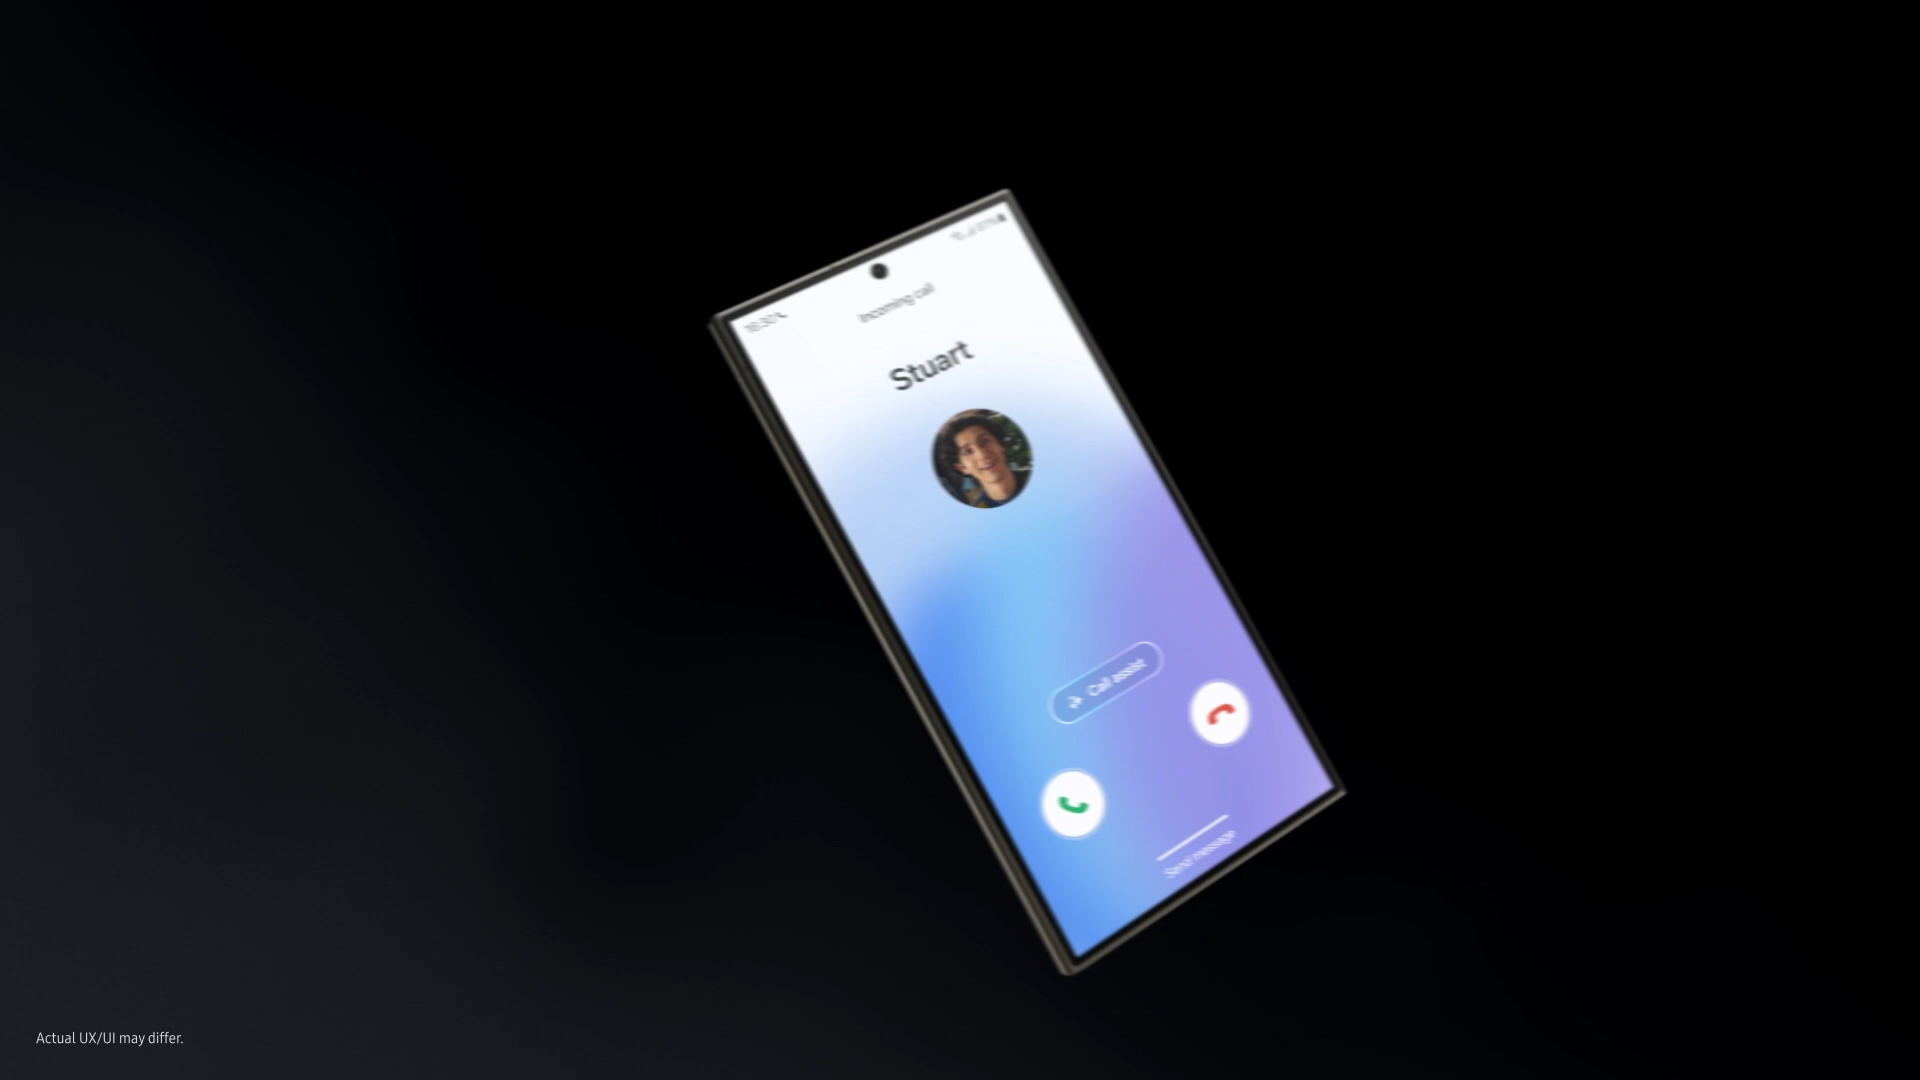 Incoming call
Stuart
Call assist
Send message
Actual UX/UI may differ.